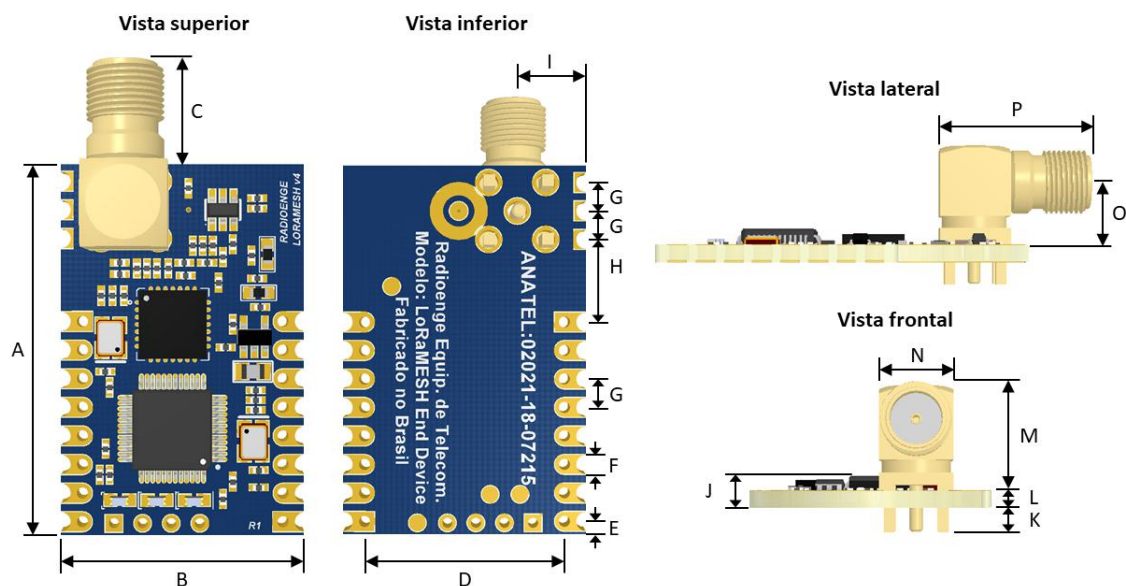 Vista superior
C
A
B
RADIOENGE
LORAMESH v4
R1
Vista inferior
I
G
G
H
G
F
E
D
ANATEL:02021-18-07215
Radioenge Equip. de Telecom.
Modelo: LoRaMESH End Device
Fabricado no Brasil
Vista lateral
P
O
Vista frontal
N
M
J
L
K